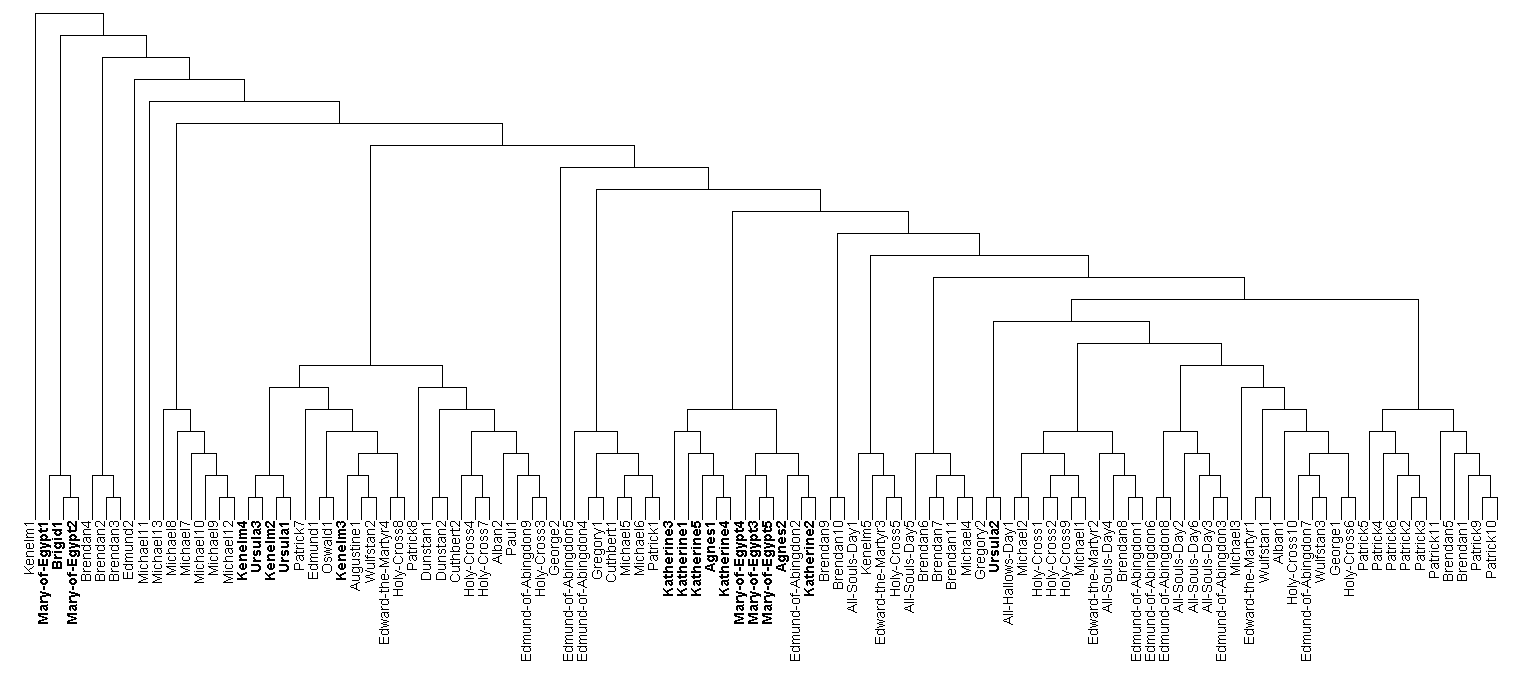 Kenelm1
Mary-of-Egypt1
Brigid1
Mary-of-Egypt2
Brendan4
Brendan2
Brendan3
Edmund2
Michael11
Michael13
Michael8
Michael7
Michael10
Michael9
Michael12
Kenelm4
Ursula3
Kenelm2
Ursula1
Patrick7
Edmund1
Oswald1
Kenelm3
Augustine1
Wulfstan2
Edward-the-Martyr4
Holy-Cross8
Patrick8
Dunstan1
Dunstan2
Cuthbert2
Holy-Cross4
Holy-Cross7
Alban2
Paul1
Edmund-of-Abingdon9
Holy-Cross3
George2
Edmund-of-Abingdon5
Edmund-of-Abingdon4
Gregory1
Cuthbert1
Michael5
Michael6
Patrick1
Katherine3
Katherine1
Katherine5
Agnes1
Katherine4
Mary-of-Egypt4
Mary-of-Egypt3
Mary-of-Egypt5
Agnes2
Edmund-of-Abingdon2
Katherine2
Brendan9
Brendan10
All-Souls-Day1
Kenelm5
Edward-the-Martyr3
Holy-Cross5
All-Souls-Day5
Brendan6
Brendan7
Brendan11
Michael4
Gregory2
Ursula2
All-Hallows-Day1
Michael2
Holy-Cross1
Holy-Cross2
Holy-Cross9
Michael1
Edward-the-Martyr2
All-Souls-Day4
Brendan8
Edmund-of-Abingdon1
Edmund-of-Abingdon6
Edmund-of-Abingdon8
All-Souls-Day2
All-Souls-Day6
All-Souls-Day3
Edmund-of-Abingdon3
Michael3
Edward-the-Martyr1
Wulfstan1
Alban1
Holy-Cross10
Edmund-of-Abingdon7
Wulfstan3
George1
Holy-Cross6
Patrick5
Patrick4
Patrick6
Patrick2
Patrick3
Patrick11
Brendan5
Brendan1
Patrick9
Patrick10